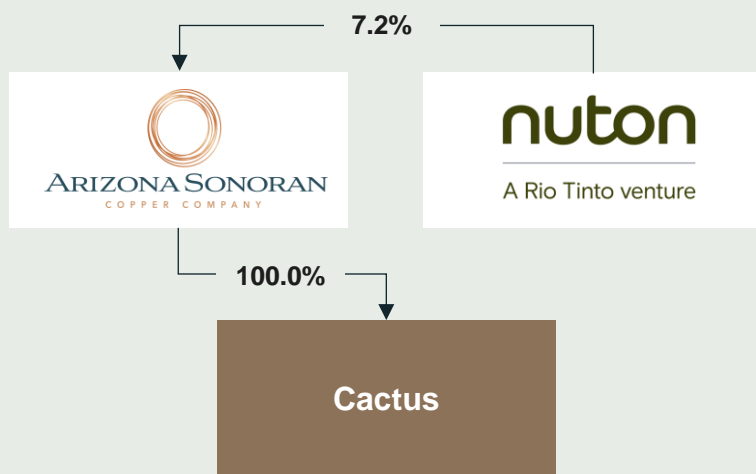 7.2%
ARIZONA SONORAN
COPPER COMPANY
nuton
A Rio Tinto venture
100.0%
Cactus